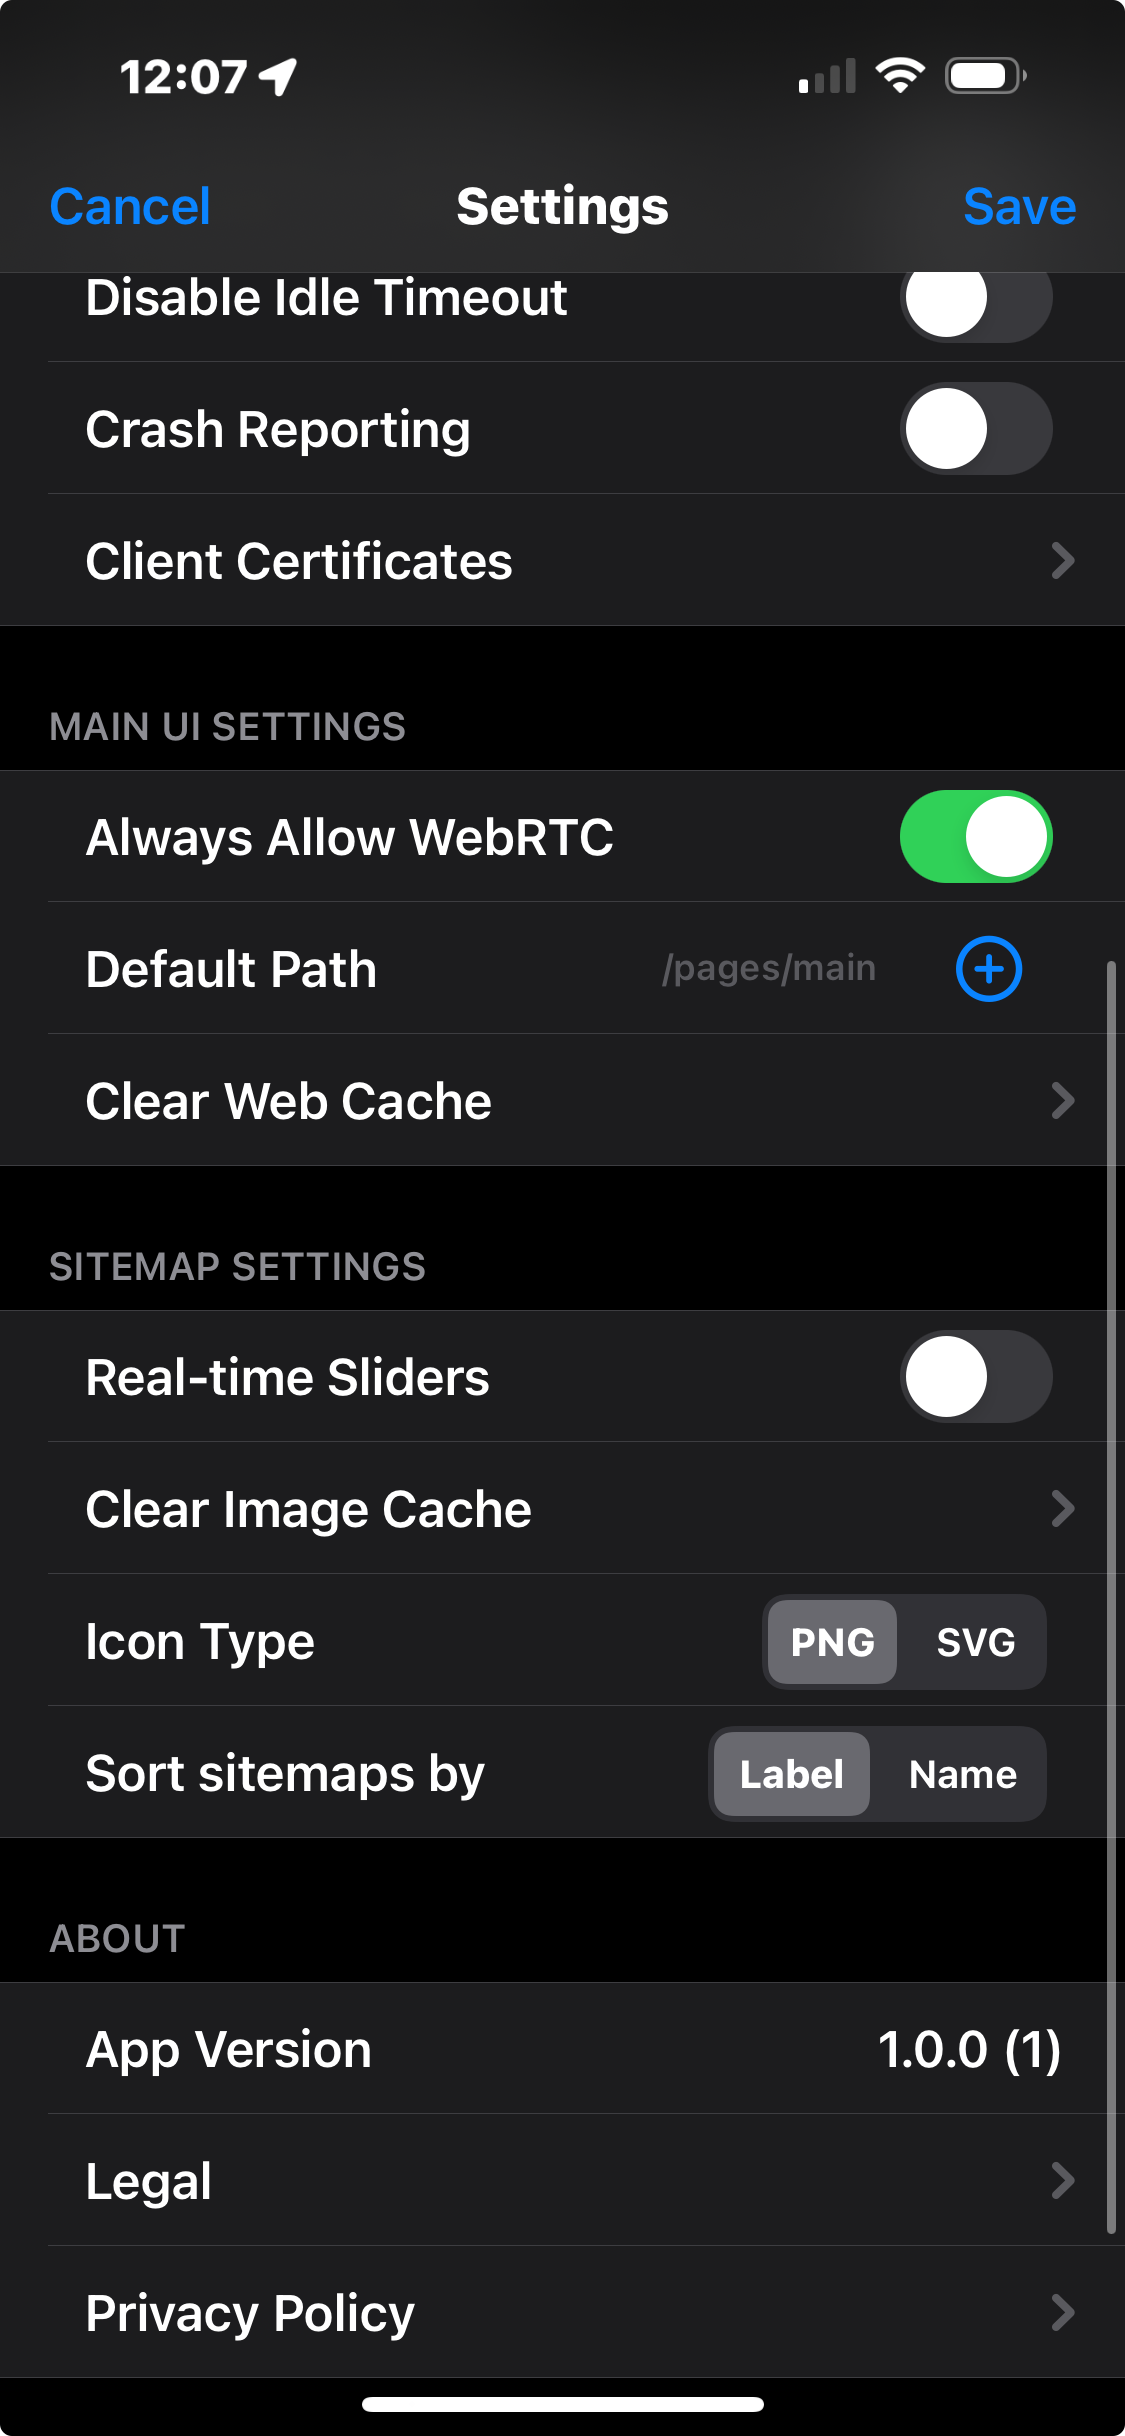 12:07
Cancel Settings Save
Disable Idle Timeout
Crash Reporting
Client Certificates
MAIN UI SETTINGS
Always Allow WebRTC
Default Path /pages/main
Clear Web Cache
SITEMAP SETTINGS
Real-time Sliders
Clear Image Cache
Icon Type PNG SVG
Sort sitemaps by Label Name
ABOUT
App Version 1.0.0 (1)
Legal
Privacy Policy